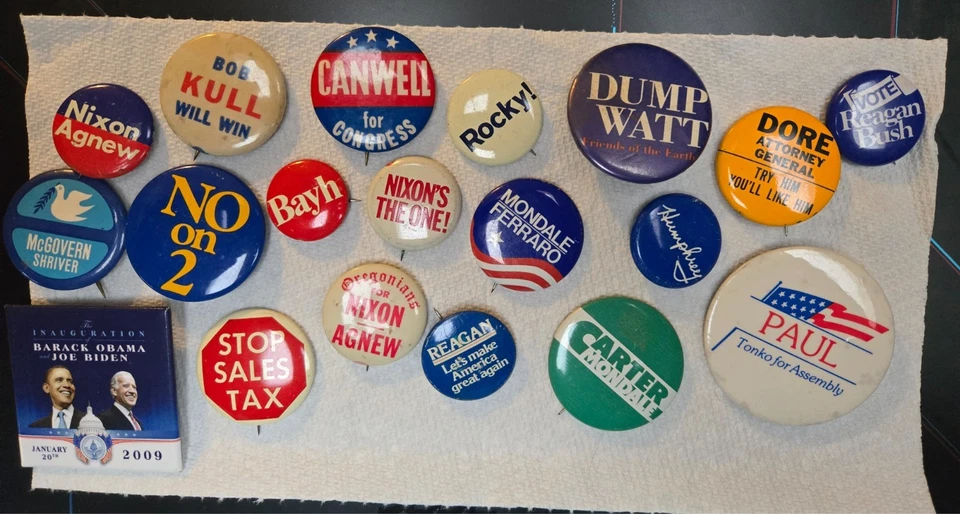 Nixon
Agnew
BOB
KULL
WILL WIN
CANWELL
for
CONGRESS
Rocky!
DUMP
WATT
Friends of the Earth
DORE
ATTORNEY
GENERAL
TRY HIM
YOU'LL LIKE HIM
VOTE
Reagan
Bush
McGOVERN
SHRIVER
NO
on
2
Bayh
NIXON'S
THE ONE!
MONDALE
FERRARO
Humphrey
The
INAUGURATION
BARACK OBAMA
and JOE BIDEN
JANUARY
20TH
2009
STOP
SALES
TAX
Oregonians
FOR
NIXON
AGNEW
REAGAN
Let's make
America
great again
CARTER
MONDALE
PAUL
Tonko for Assembly